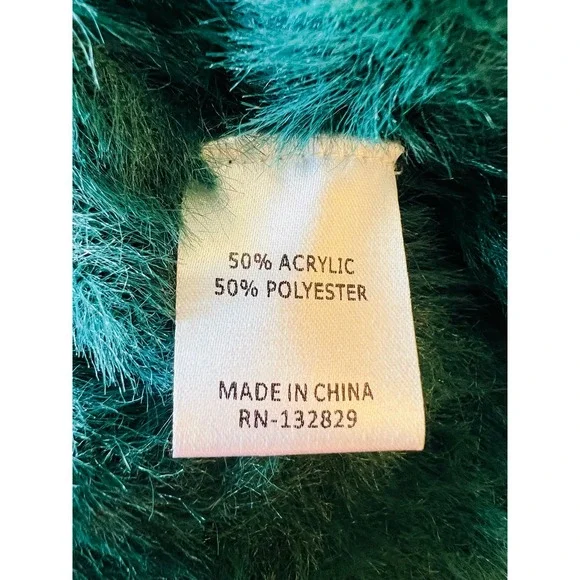 50% ACRYLIC
50% POLYESTER
MADE IN CHINA
RN-132829